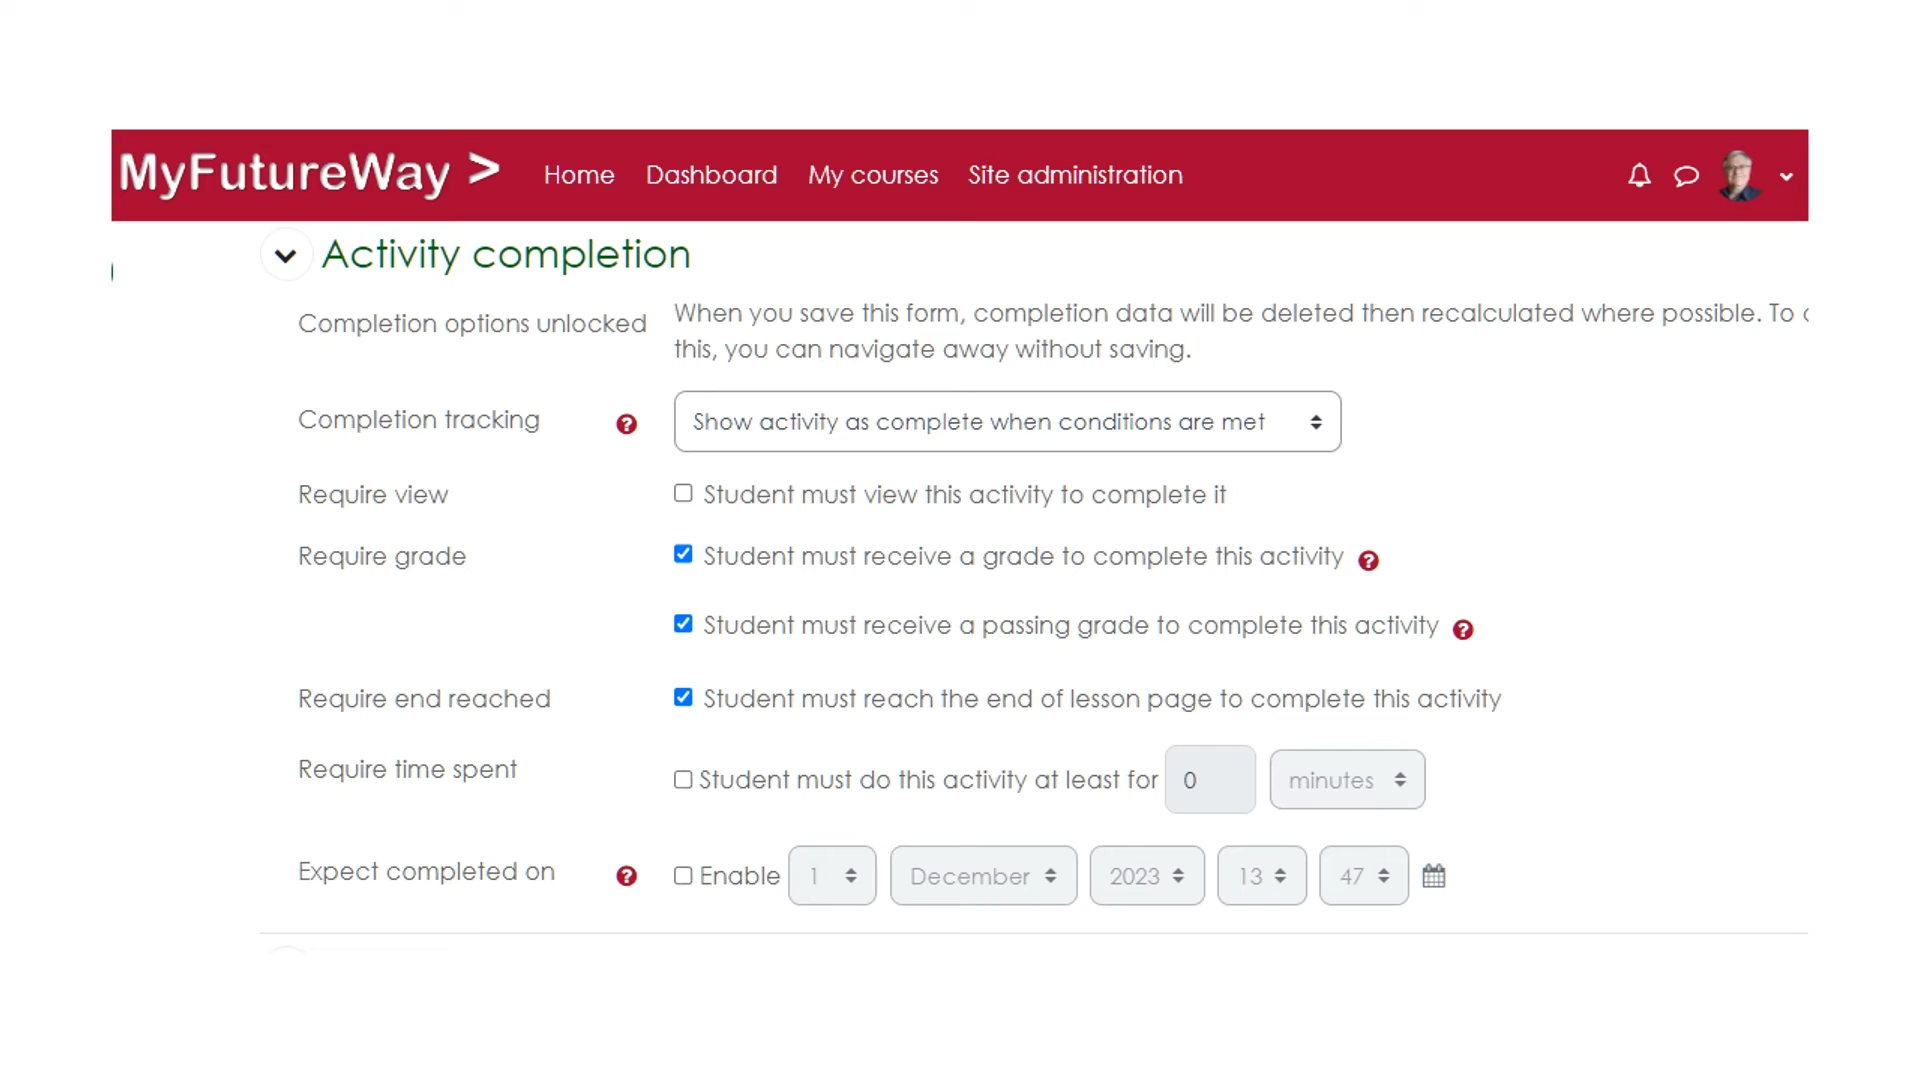 MyFutureWay >
Home Dashboard My courses Site administration
Activity completion
Completion options unlocked
When you save this form, completion data will be deleted then recalculated where possible. To
this, you can navigate away without saving.
Completion tracking ? Show activity as complete when conditions are met
Require view Student must view this activity to complete it
Require grade Student must receive a grade to complete this activity ?
Student must receive a passing grade to complete this activity ?
Require end reached Student must reach the end of lesson page to complete this activity
Require time spent Student must do this activity at least for 0 minutes
Expect completed on ? Enable 1 December 2023 13 47